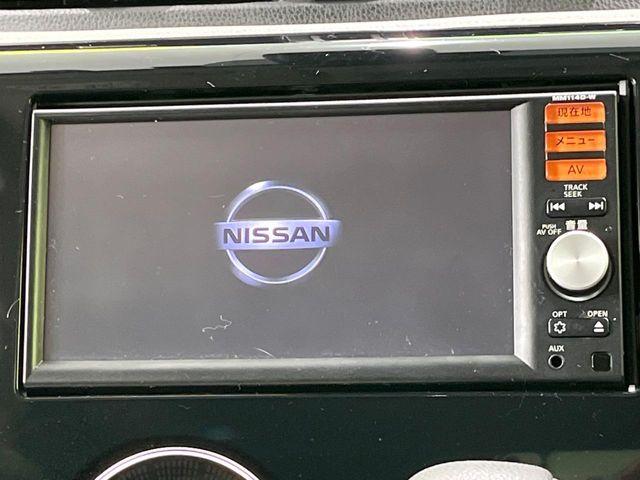 MM114D-W
現在地
メニュー
AV
TRACK
SEEK
PUSH
AV OFF
音量
NISSAN
OPT
OPEN
AUX